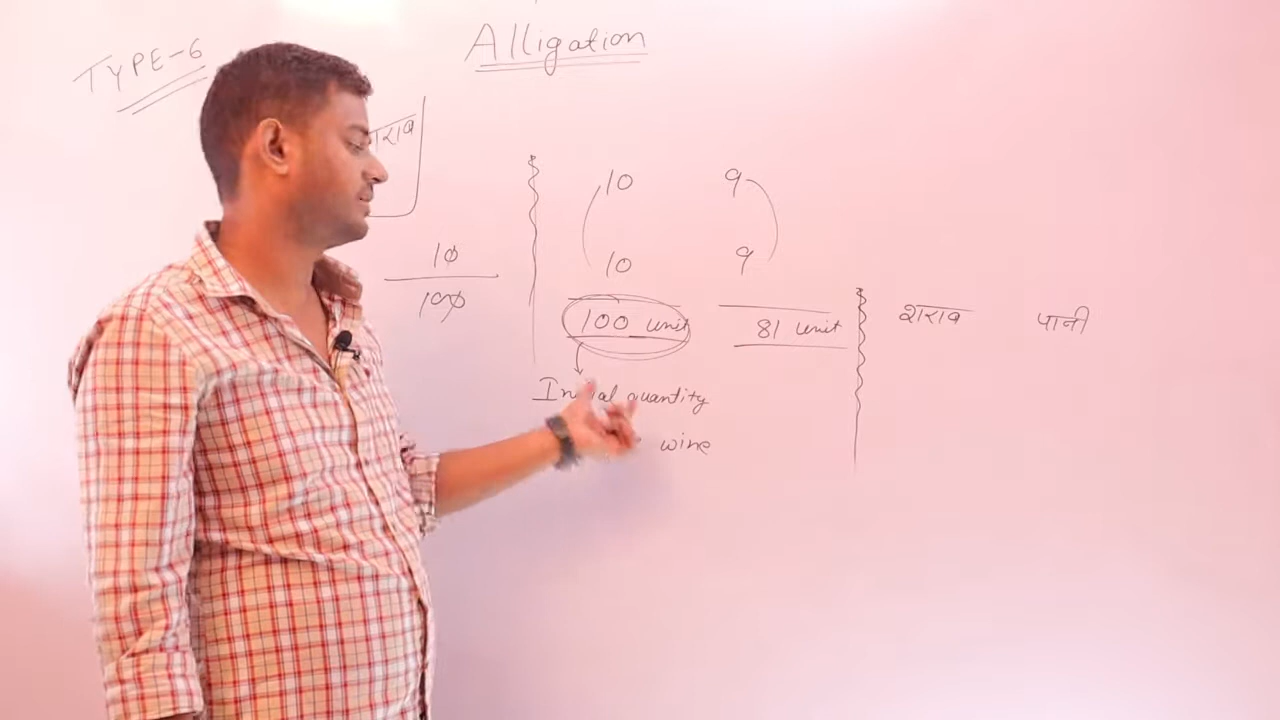 Alligation
TYPE-6
10 9
10 9
10
100
100 unit 81 unit
शराब पानी
quantity
wine